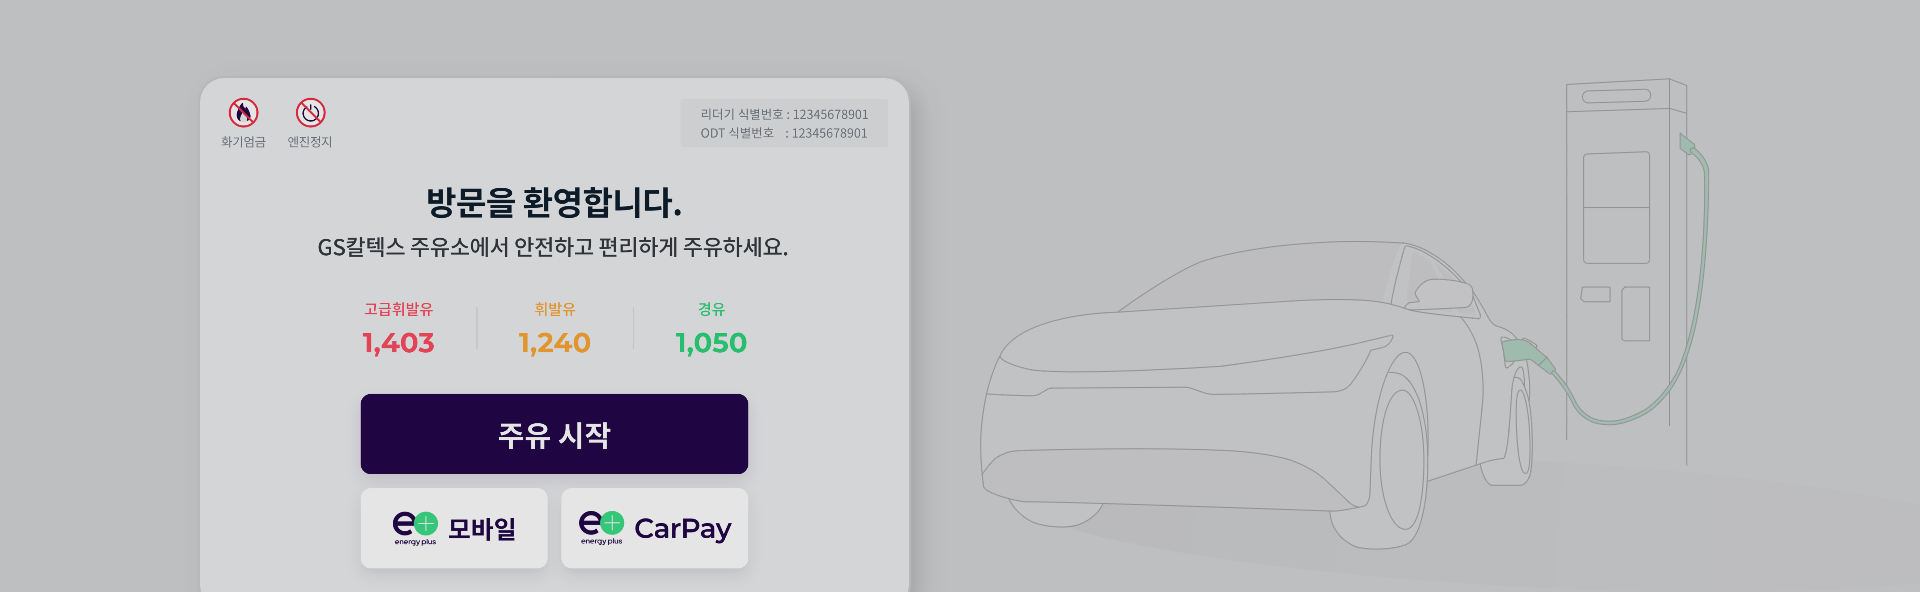 화기엄금
엔진정지
리더기 식별번호 : 12345678901
ODT 식별번호 : 12345678901
방문을 환영합니다.
GS칼텍스 주유소에서 안전하고 편리하게 주유하세요.
고급휘발유
1,403
휘발유
1,240
경유
1,050
주유 시작
e
energy plus
모바일
e
energy plus
CarPay